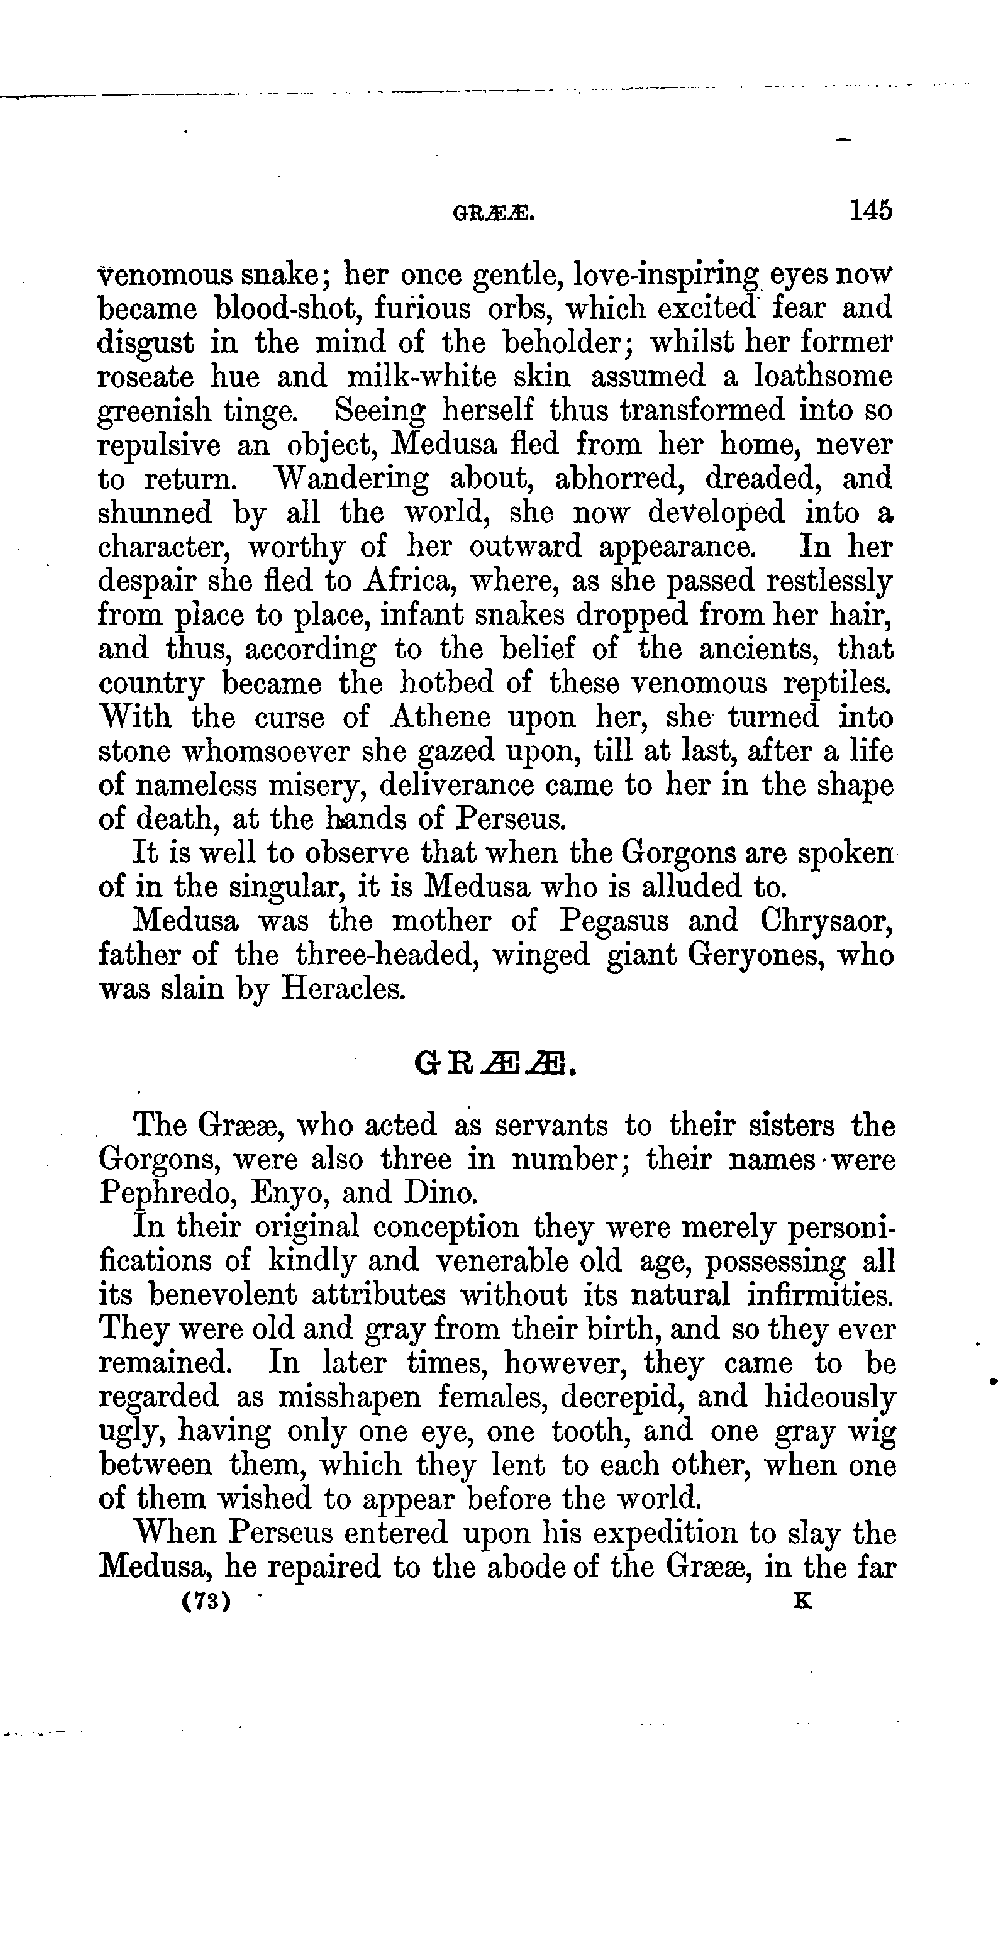 GRÆÆ. 145
venomous snake; her once gentle, love-inspiring eyes now
became blood-shot, furious orbs, which excited fear and
disgust in the mind of the beholder; whilst her former
roseate hue and milk-white skin assumed a loathsome
greenish tinge. Seeing herself thus transformed into so
repulsive an object, Medusa fled from her home, never
to return. Wandering about, abhorred, dreaded, and
shunned by all the world, she now developed into a
character, worthy of her outward appearance. In her
despair she fled to Africa, where, as she passed restlessly
from place to place, infant snakes dropped from her hair,
and thus, according to the belief of the ancients, that
country became the hotbed of these venomous reptiles.
With the curse of Athene upon her, she turned into
stone whomsoever she gazed upon, till at last, after a life
of nameless misery, deliverance came to her in the shape
of death, at the hands of Perseus.
It is well to observe that when the Gorgons are spoken
of in the singular, it is Medusa who is alluded to.
Medusa was the mother of Pegasus and Chrysaor,
father of the three-headed, winged giant Geryones, who
was slain by Heracles.
GRÆÆ.
The Grææ, who acted as servants to their sisters the
Gorgons, were also three in number; their names were
Pephredo, Enyo, and Dino.
In their original conception they were merely personi-
fications of kindly and venerable old age, possessing all
its benevolent attributes without its natural infirmities.
They were old and gray from their birth, and so they ever
remained. In later times, however, they came to be
regarded as misshapen females, decrepid, and hideously
ugly, having only one eye, one tooth, and one gray wig
between them, which they lent to each other, when one
of them wished to appear before the world.
When Perseus entered upon his expedition to slay the
Medusa, he repaired to the abode of the Grææ, in the far
(73) K